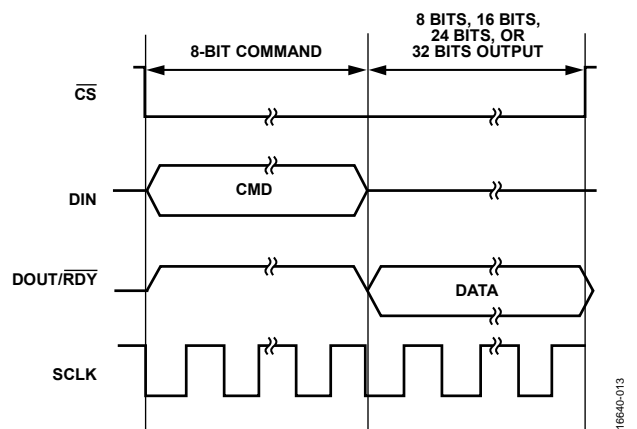 8 BITS, 16 BITS,
24 BITS, OR
32 BITS OUTPUT
8-BIT COMMAND
CS
DIN
CMD
DOUT/RDY
DATA
SCLK
16640-013